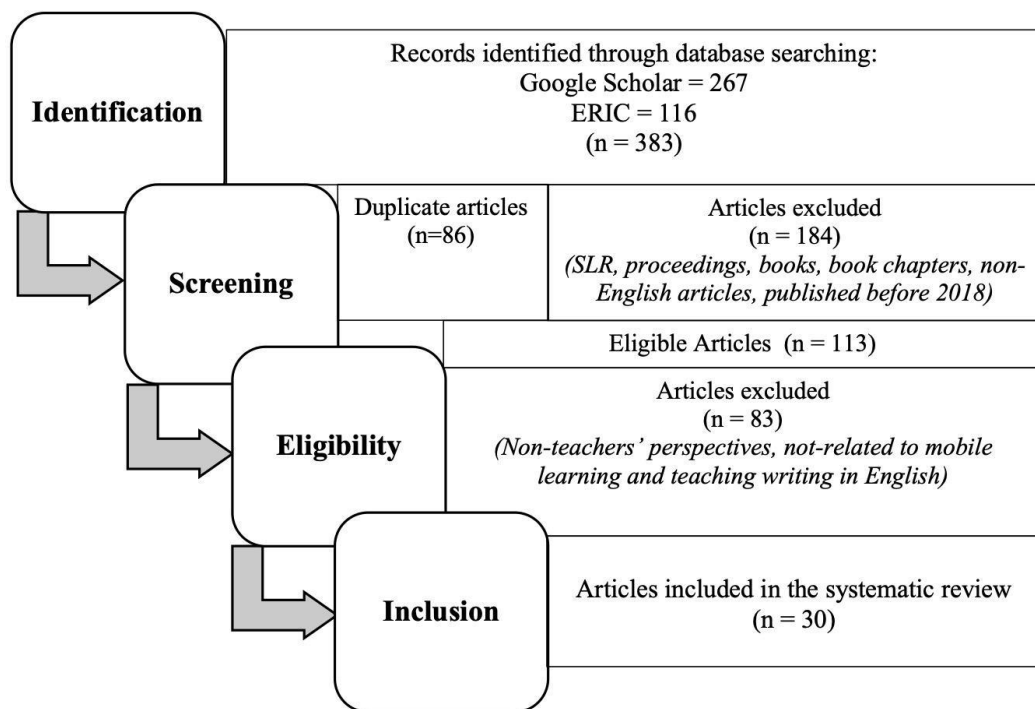 Identification
Records identified through database searching:
Google Scholar = 267
ERIC = 116
(n = 383)
Screening
Duplicate articles
(n=86)
Articles excluded
(n = 184)
(SLR, proceedings, books, book chapters, non-
English articles, published before 2018)
Eligibility
Eligible Articles (n = 113)
Articles excluded
(n = 83)
(Non-teachers’ perspectives, not-related to mobile
learning and teaching writing in English)
Inclusion
Articles included in the systematic review
(n = 30)